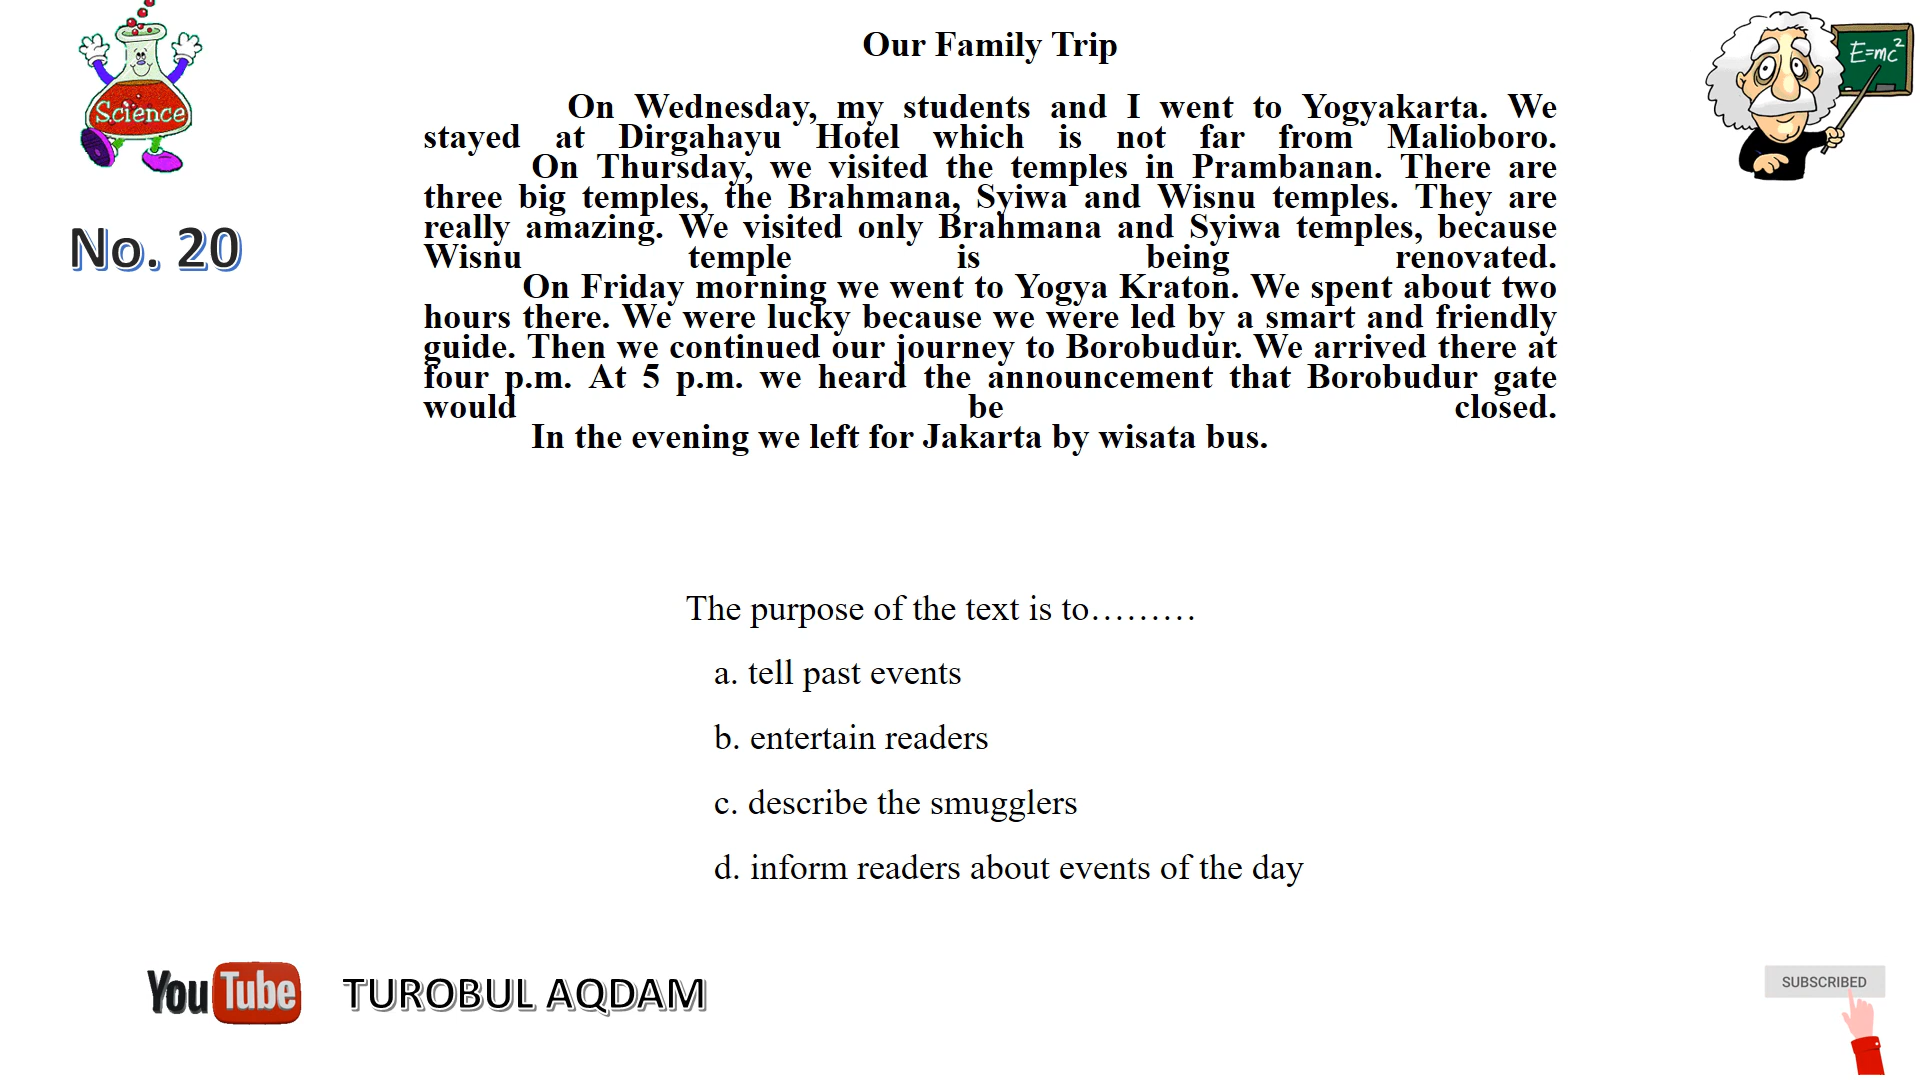 Our Family Trip
Science
E=mc²
On Wednesday, my students and I went to Yogyakarta. We
stayed at Dirgahayu Hotel which is not far from Malioboro.
On Thursday, we visited the temples in Prambanan. There are
three big temples, the Brahmana, Syiwa and Wisnu temples. They are
really amazing. We visited only Brahmana and Syiwa temples, because
Wisnu temple is being renovated.
On Friday morning we went to Yogya Kraton. We spent about two
hours there. We were lucky because we were led by a smart and friendly
guide. Then we continued our journey to Borobudur. We arrived there at
four p.m. At 5 p.m. we heard the announcement that Borobudur gate
would be closed.
In the evening we left for Jakarta by wisata bus.
No. 20
The purpose of the text is to.........
a. tell past events
b. entertain readers
c. describe the smugglers
d. inform readers about events of the day
YouTube
TUROBUL AQDAM
SUBSCRIBED